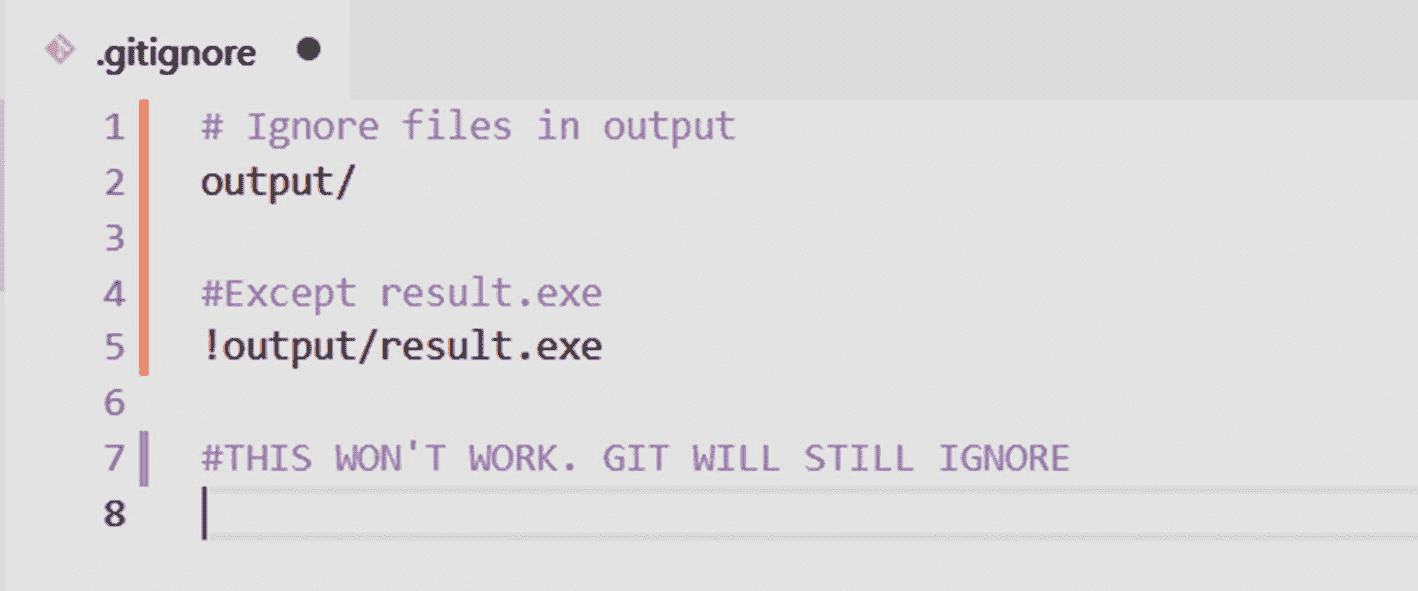 .gitignore
1 # Ignore files in output
2 output/
3
4 #Except result.exe
5 !output/result.exe
6
7 #THIS WON'T WORK. GIT WILL STILL IGNORE
8